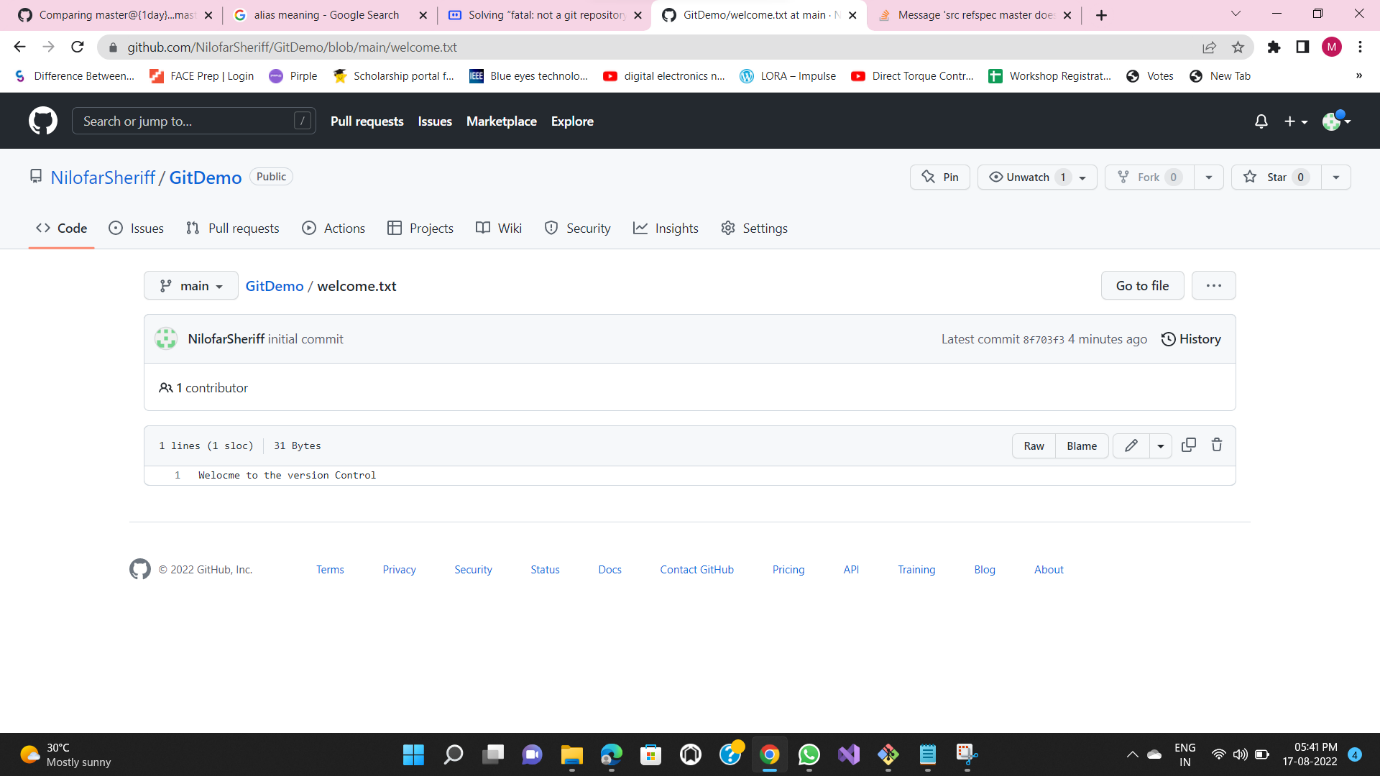 Comparing master@{1day}...mast
alias meaning - Google Search
Solving "fatal: not a git repository
GitDemo/welcome.txt at main · N
Message 'src refspec master does
github.com/NilofarSheriff/GitDemo/blob/main/welcome.txt
M
Difference Between...
FACE Prep | Login
Pirple
Scholarship portal f...
IEEE
Blue eyes technolo...
digital electronics n...
LORA – Impulse
Direct Torque Contr...
Workshop Registrat...
Votes
New Tab
»
Search or jump to...
/
Pull requests
Issues
Marketplace
Explore
NilofarSheriff / GitDemo
Public
Pin
Unwatch 1
Fork 0
Star 0
Code
Issues
Pull requests
Actions
Projects
Wiki
Security
Insights
Settings
main
GitDemo / welcome.txt
Go to file
NilofarSheriff initial commit
Latest commit 8f703f3 4 minutes ago
History
1 contributor
1 lines (1 sloc)
31 Bytes
Raw
Blame
1 Welocme to the version Control
© 2022 GitHub, Inc.
Terms
Privacy
Security
Status
Docs
Contact GitHub
Pricing
API
Training
Blog
About
30°C
Mostly sunny
ENG
IN
05:41 PM
17-08-2022
4